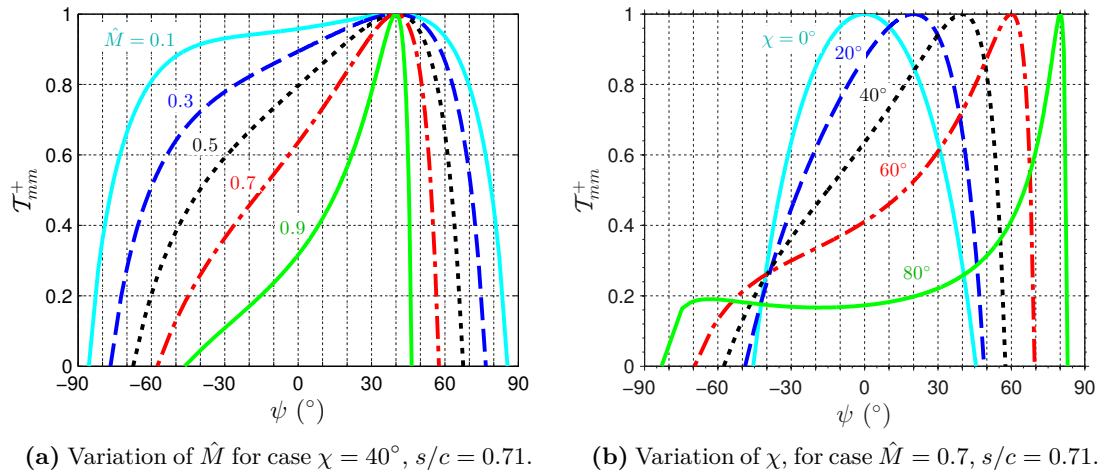 1
0.8
0.6
0.4
0.2
0
𝒯⁺ₘₘ
M̂ = 0.1
0.3
0.5
0.7
0.9
−90 −60 −30 0 30 60 90
ψ (°)
(a) Variation of M̂ for case χ = 40°, s/c = 0.71.
1
0.8
0.6
0.4
0.2
0
𝒯⁺ₘₘ
χ = 0°
20°
40°
60°
80°
−90 −60 −30 0 30 60 90
ψ (°)
(b) Variation of χ, for case M̂ = 0.7, s/c = 0.71.